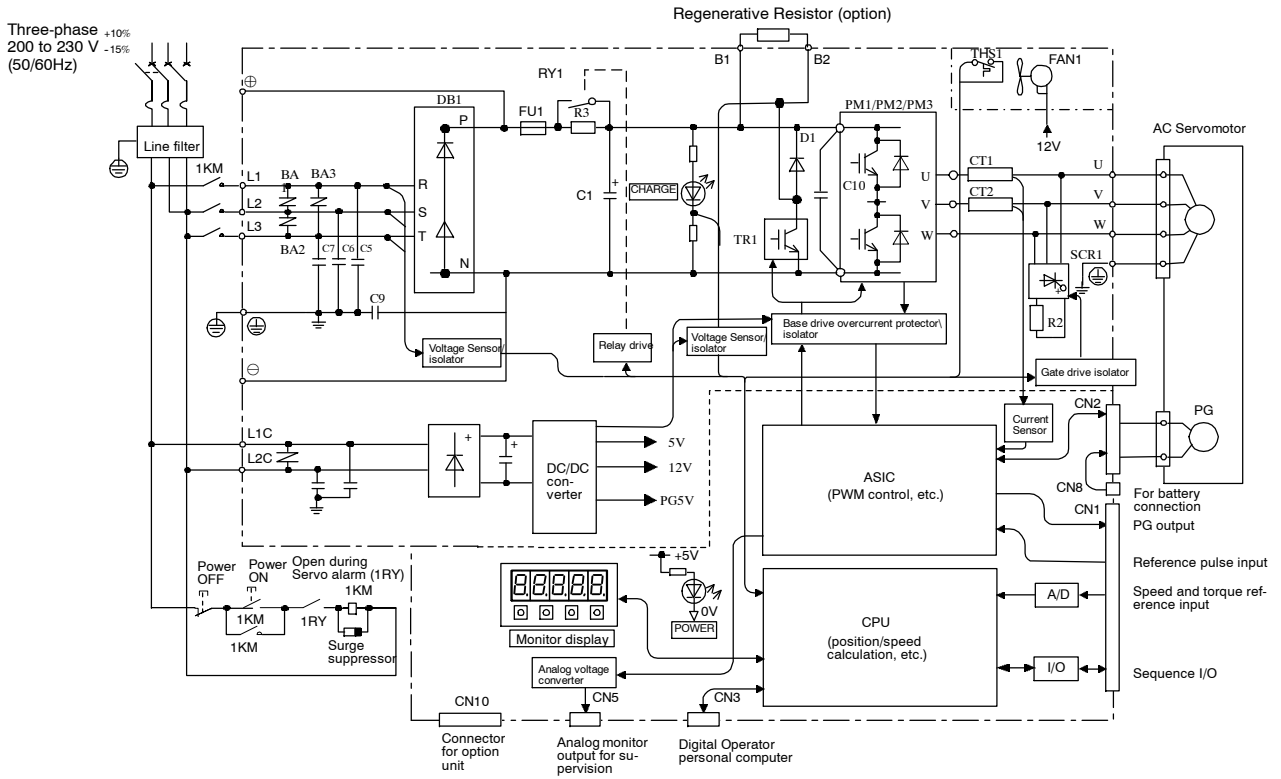 Regenerative Resistor (option)
Three-phase +10%
200 to 230 V -15%
(50/60Hz)
B1
B2
THS1
FAN1
RY1
DB1
FU1
R3
P
D1
PM1/PM2/PM3
12V
AC Servomotor
Line filter
1KM
L1
BA
1
BA3
R
C1
+
CHARGE
C10
U
CT1
U
L2
S
V
CT2
V
L3
T
W
W
BA2
C7
C6
C5
TR1
SCR1
N
C9
R2
Base drive overcurrent protector\
isolator
Voltage Sensor/
isolator
Relay drive
Voltage Sensor/
isolator
Gate drive isolator
CN2
PG
Current
Sensor
L1C
L2C
+
+
DC/DC
con-
verter
5V
12V
PG5V
ASIC
(PWM control, etc.)
CN8
For battery
connection
CN1
PG output
Reference pulse input
Power
OFF
Power
ON
Open during
Servo alarm (1RY)
1KM
1KM
1RY
1KM
Surge
suppressor
+5V
0V
POWER
8.8.8.8.8.
Monitor display
CPU
(position/speed
calculation, etc.)
A/D
Speed and torque ref-
erence input
I/O
Sequence I/O
Analog voltage
converter
CN10
CN5
CN3
Connector
for option
unit
Analog monitor
output for su-
pervision
Digital Operator
personal computer